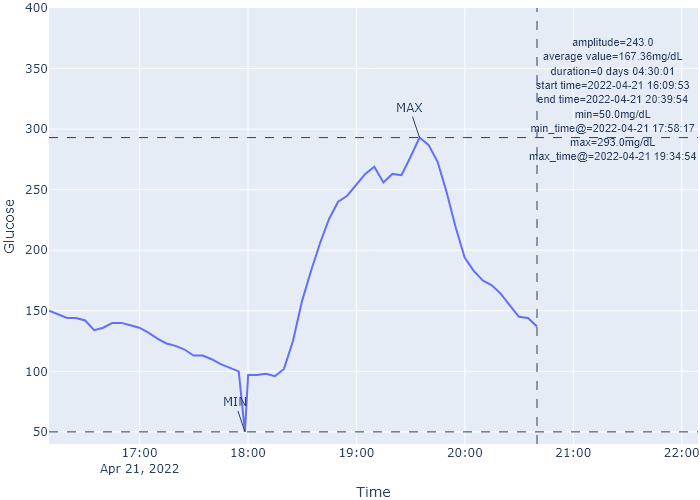 400
350
300
250
200
150
100
50
Glucose
MAX
MIN
amplitude=243.0
average value=167.36mg/dL
duration=0 days 04:30:01
start time=2022-04-21 16:09:53
end time=2022-04-21 20:39:54
min=50.0mg/dL
min_time@=2022-04-21 17:58:17
max=293.0mg/dL
max_time@=2022-04-21 19:34:54
17:00
18:00
19:00
20:00
21:00
22:00
Apr 21, 2022
Time